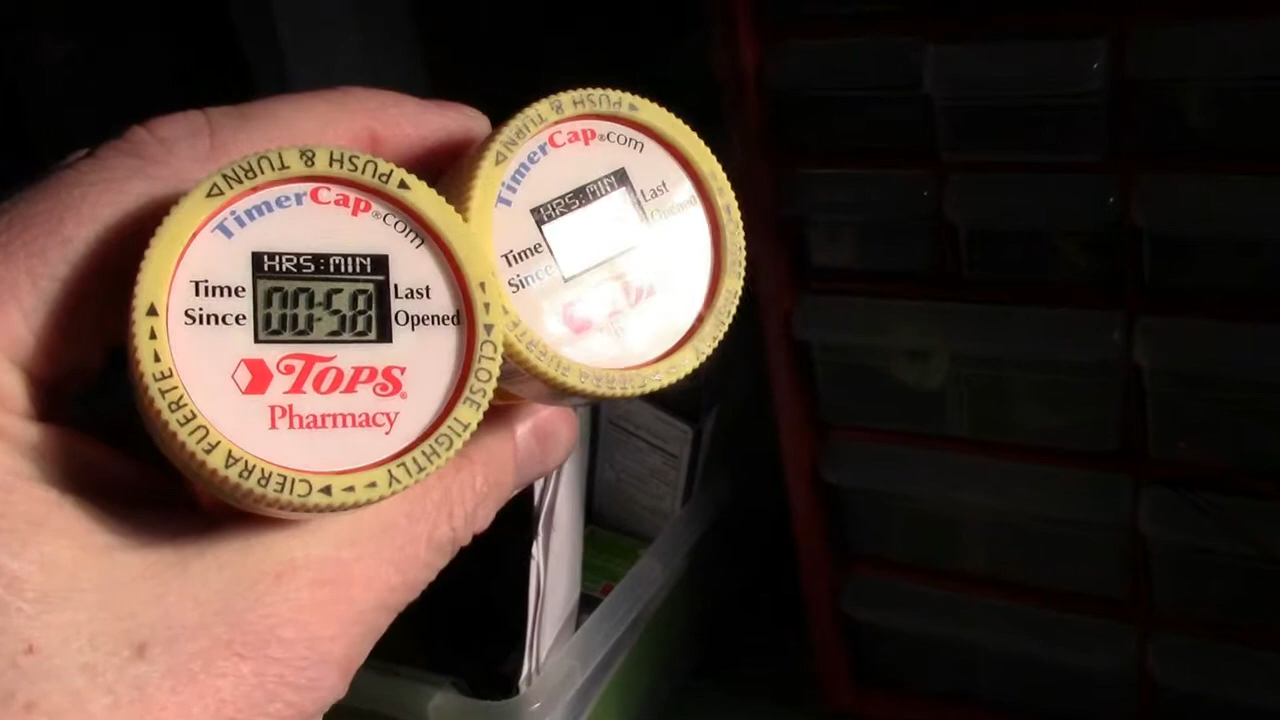 PUSH & TURN
TimerCap®.com
HRS:MIN
Time Since
00:58
Last Opened
TOPS®
Pharmacy
CLOSE TIGHTLY
CIERRA FUERTE
PUSH & TURN
TimerCap®.com
HRS:MIN
Time Since
Last Opened
CIERRA FUERTE